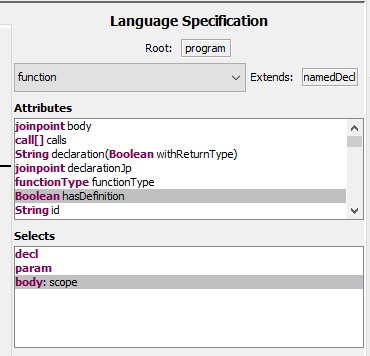 Language Specification
Root: program
function Extends: namedDecl
Attributes
joinpoint body
call[] calls
String declaration(Boolean withReturnType)
joinpoint declarationJp
functionType functionType
Boolean hasDefinition
String id
Selects
decl
param
body: scope